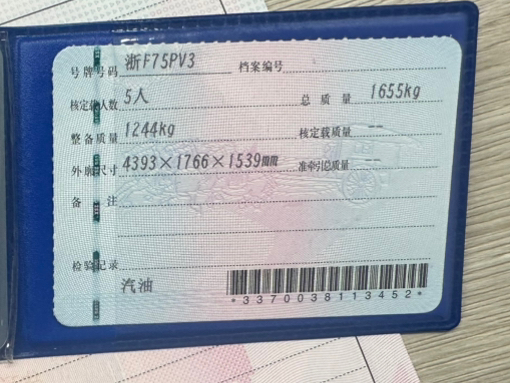 号牌号码 浙F75PV3 档案编号
核定载人数 5人 总质量 1655kg
整备质量 1244kg 核定载质量 --
外廓尺寸 4393×1766×1539mm 准牵引总质量 --
备注
检验记录
汽油
*3370038113452*